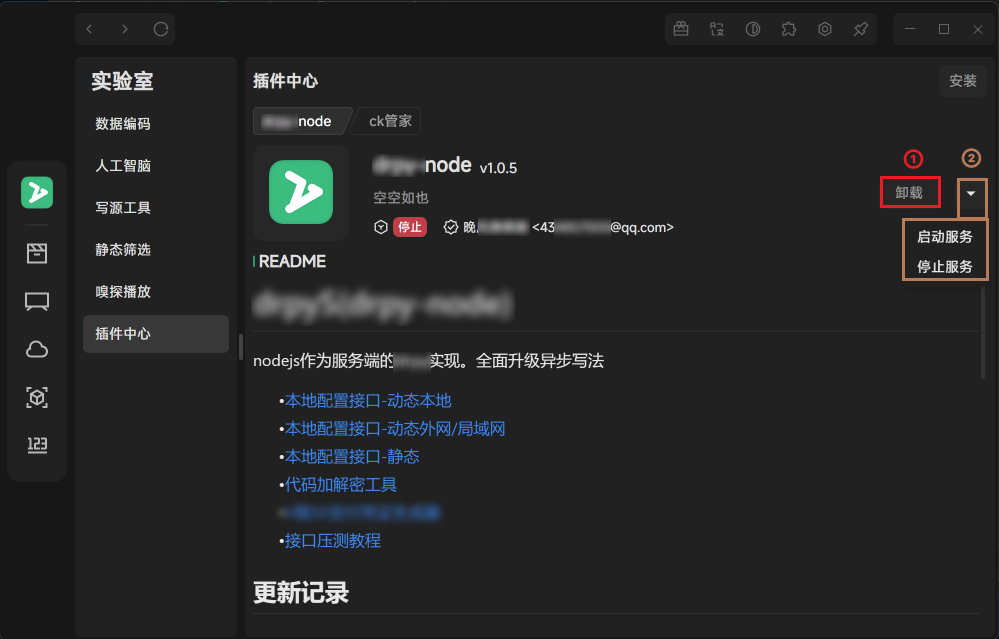 实验室
数据编码
人工智脑
写源工具
静态筛选
嗅探播放
插件中心
123
插件中心
安装
node
ck管家
node v1.0.5
空空如也
停止 晚 <43 @qq.com>
① ②
卸载
启动服务
停止服务
README
nodejs作为服务端的 实现。全面升级异步写法
•本地配置接口-动态本地
•本地配置接口-动态外网/局域网
•本地配置接口-静态
•代码加解密工具
•接口压测教程
更新记录